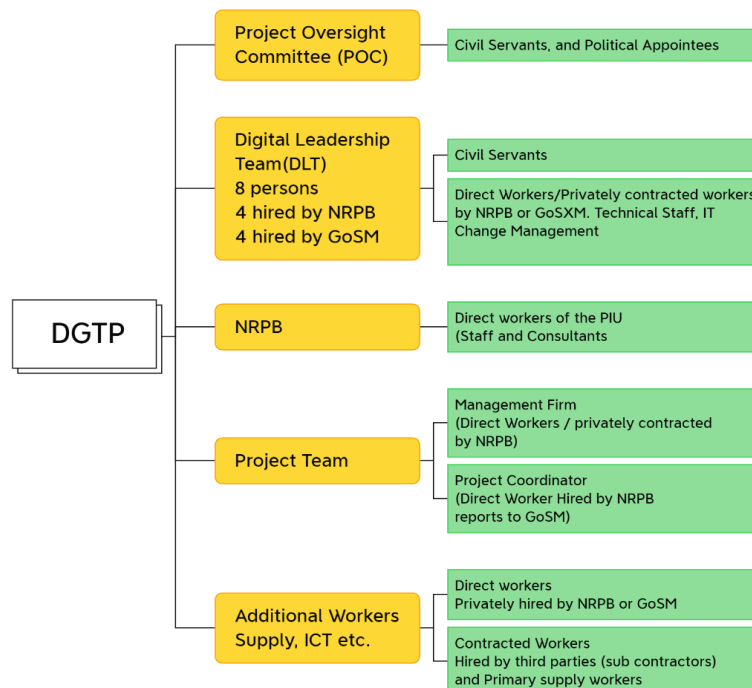 DGTP
Project Oversight
Committee (POC)
Civil Servants, and Political Appointees
Digital Leadership
Team(DLT)
8 persons
4 hired by NRPB
4 hired by GoSM
Civil Servants
Direct Workers/Privately contracted workers
by NRPB or GoSXM. Technical Staff, IT
Change Management
NRPB
Direct workers of the PIU
(Staff and Consultants
Project Team
Management Firm
(Direct Workers / privately contracted
by NRPB)
Project Coordinator
(Direct Worker Hired by NRPB
reports to GoSM)
Additional Workers
Supply, ICT etc.
Direct workers
Privately hired by NRPB or GoSM
Contracted Workers
Hired by third parties (sub contractors)
and Primary supply workers